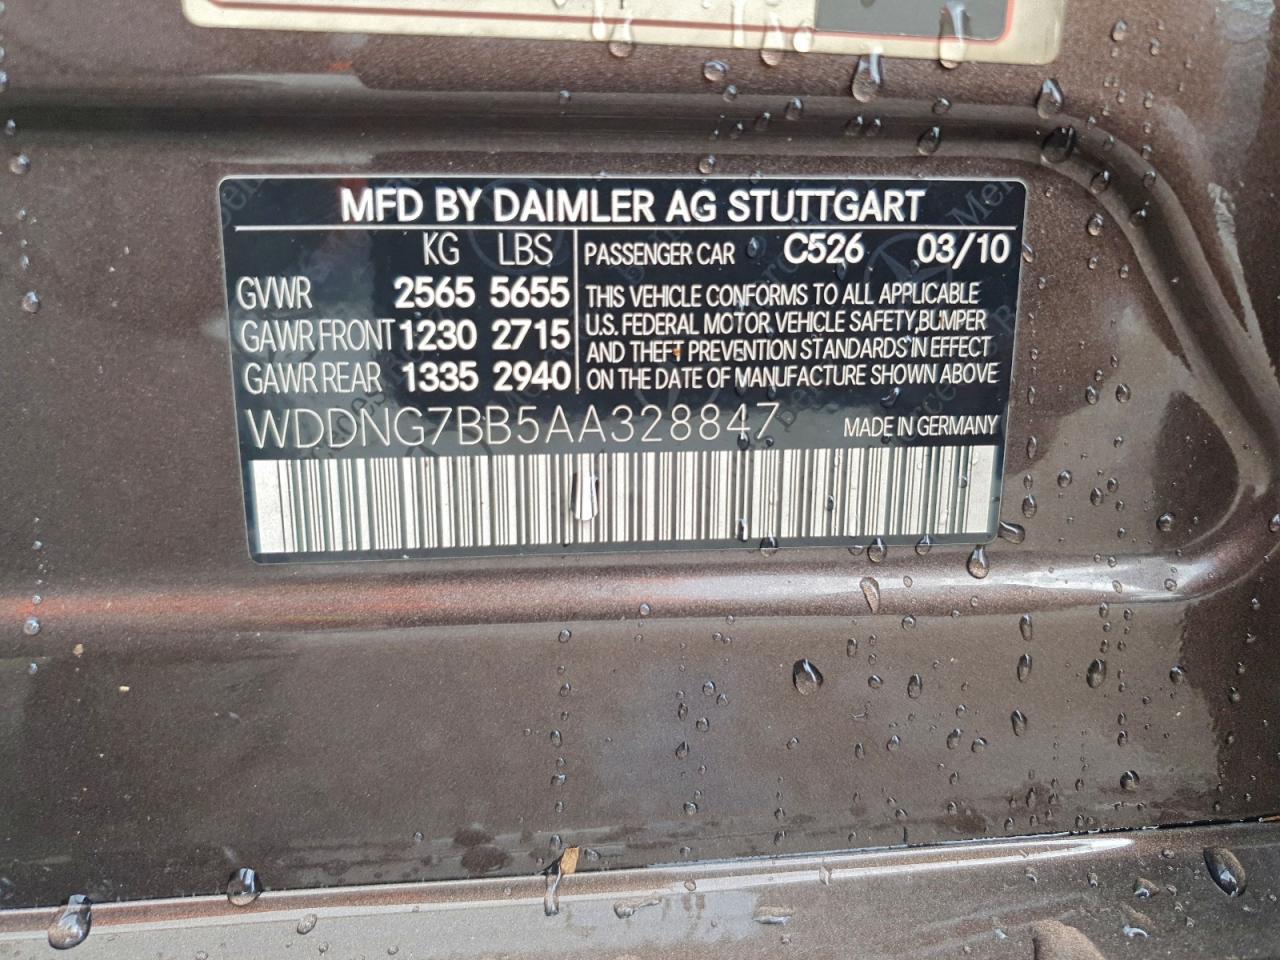 MFD BY DAIMLER AG STUTTGART
KG LBS
GVWR 2565 5655
GAWR FRONT 1230 2715
GAWR REAR 1335 2940
PASSENGER CAR C526 03/10
THIS VEHICLE CONFORMS TO ALL APPLICABLE
U.S. FEDERAL MOTOR VEHICLE SAFETY,BUMPER
AND THEFT PREVENTION STANDARDS IN EFFECT
ON THE DATE OF MANUFACTURE SHOWN ABOVE
WDDNG7BB5AA328847 MADE IN GERMANY